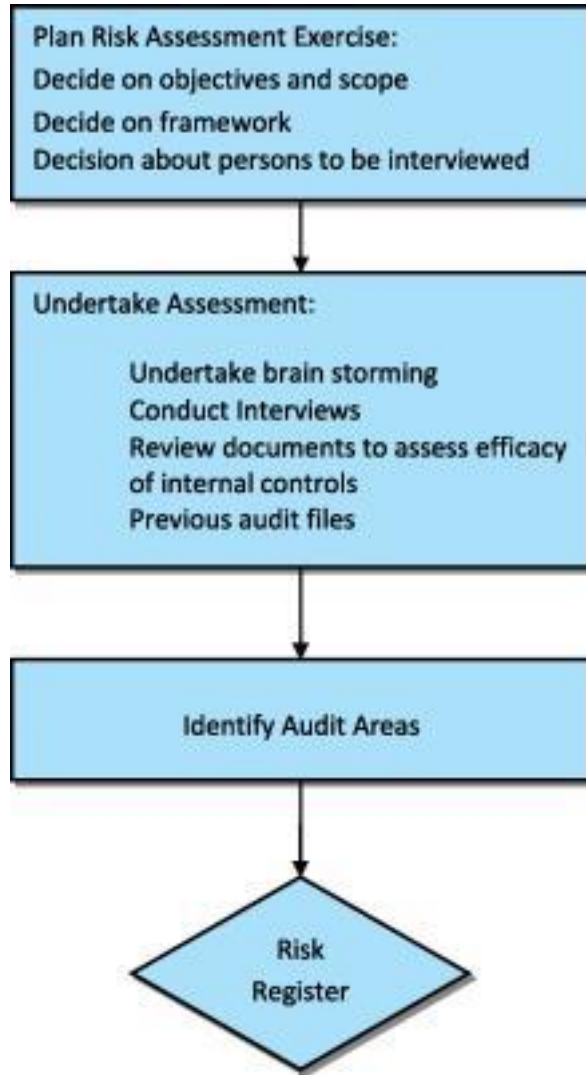 Plan Risk Assessment Exercise:
Decide on objectives and scope
Decide on framework
Decision about persons to be interviewed
Undertake Assessment:
Undertake brain storming
Conduct Interviews
Review documents to assess efficacy
of internal controls
Previous audit files
Identify Audit Areas
Risk
Register